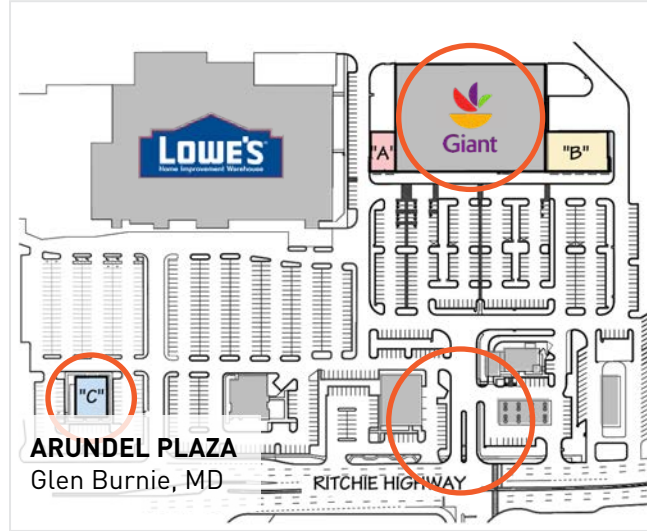 LOWE'S
Home Improvement Warehouse
Giant
"A"
"B"
"C"
ARUNDEL PLAZA
Glen Burnie, MD
RITCHIE HIGHWAY